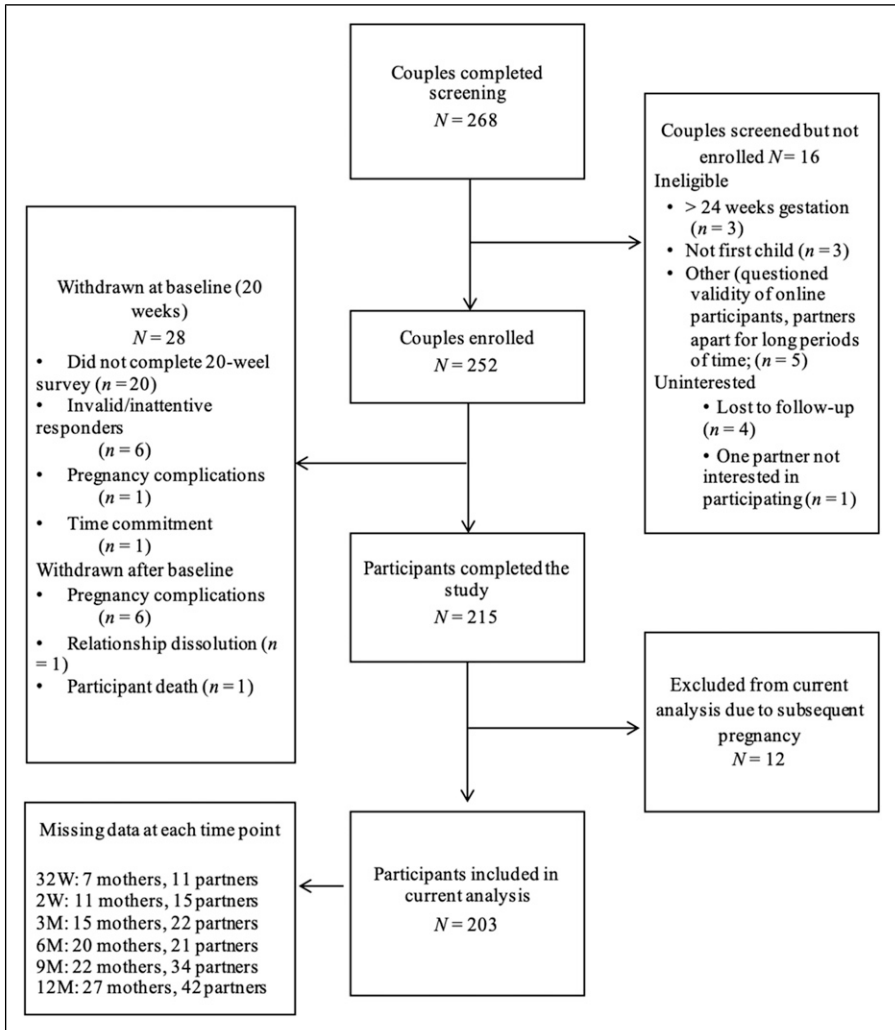 Couples completed
screening
N = 268
Couples screened but not
enrolled N= 16
Ineligible
• > 24 weeks gestation
(n = 3)
• Not first child (n = 3)
• Other (questioned
validity of online
participants, partners
apart for long periods
of time; (n = 5)
Uninterested
• Lost to follow-up
(n = 4)
• One partner not
interested in
participating (n = 1)
Couples enrolled
N = 252
Withdrawn at baseline (20
weeks)
N = 28
• Did not complete 20-weel
survey (n = 20)
• Invalid/inattentive
responders
(n = 6)
• Pregnancy complications
(n = 1)
• Time commitment
(n = 1)
Withdrawn after baseline
• Pregnancy complications
(n = 6)
• Relationship dissolution (n
= 1)
• Participant death (n = 1)
Participants completed the
study
N = 215
Excluded from current
analysis due to subsequent
pregnancy
N = 12
Participants included in
current analysis
N = 203
Missing data at each time point
32W: 7 mothers, 11 partners
2W: 11 mothers, 15 partners
3M: 15 mothers, 22 partners
6M: 20 mothers, 21 partners
9M: 22 mothers, 34 partners
12M: 27 mothers, 42 partners